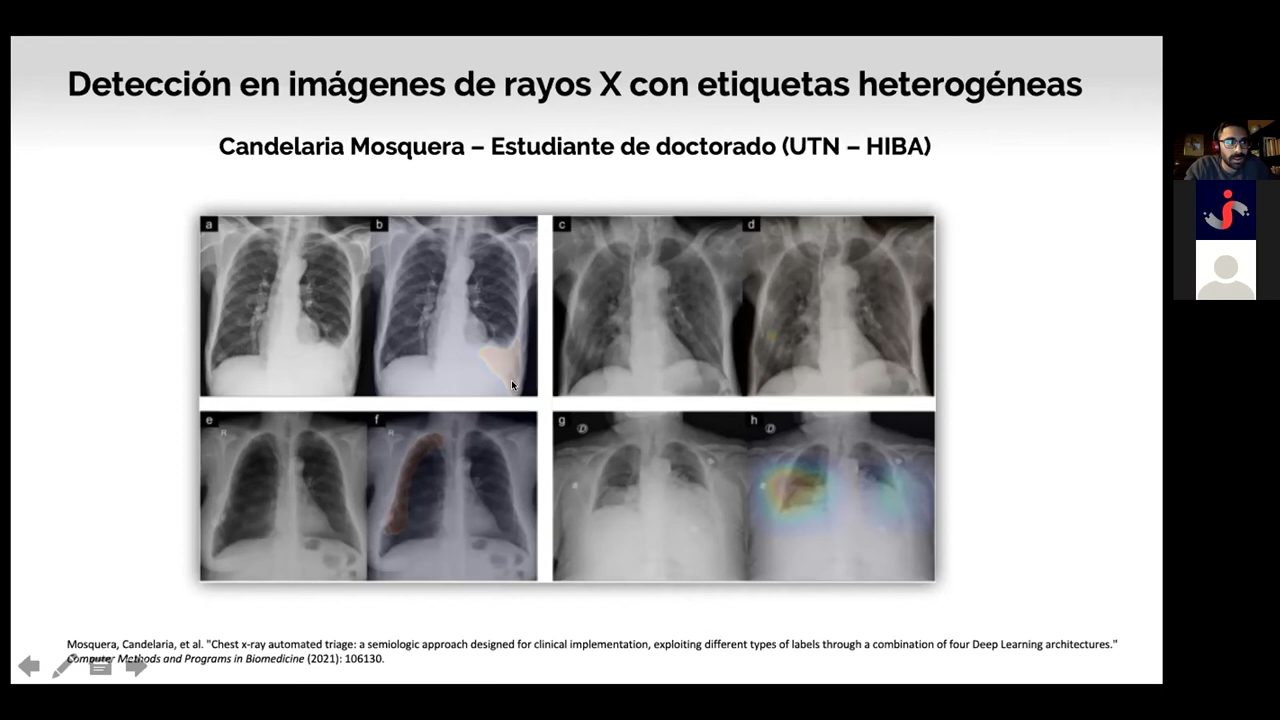 Detección en imágenes de rayos X con etiquetas heterogéneas
Candelaria Mosquera – Estudiante de doctorado (UTN – HIBA)
a b c d
e f g h
Mosquera, Candelaria, et al. "Chest x-ray automated triage: a semiologic approach designed for clinical implementation, exploiting different types of labels through a combination of four Deep Learning architectures."
Computer Methods and Programs in Biomedicine (2021): 106130.